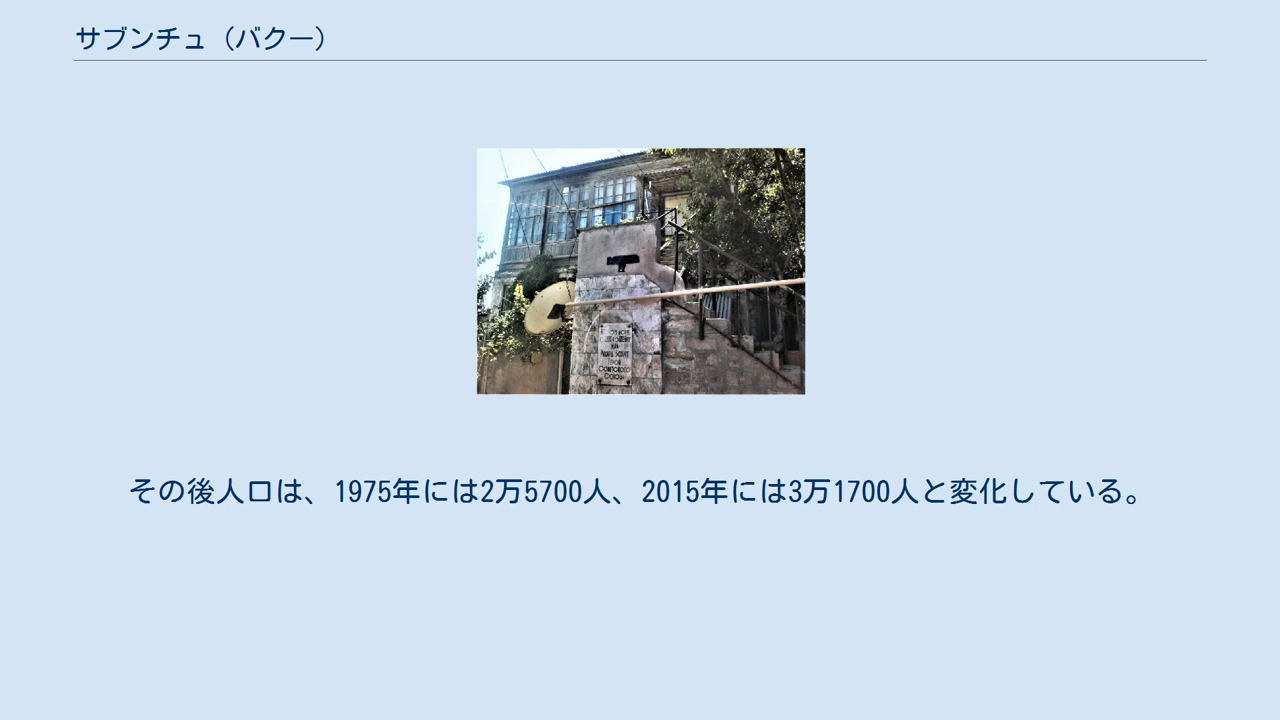 サブンチュ（バクー）
その後人口は、1975年には2万5700人、2015年には3万1700人と変化している。